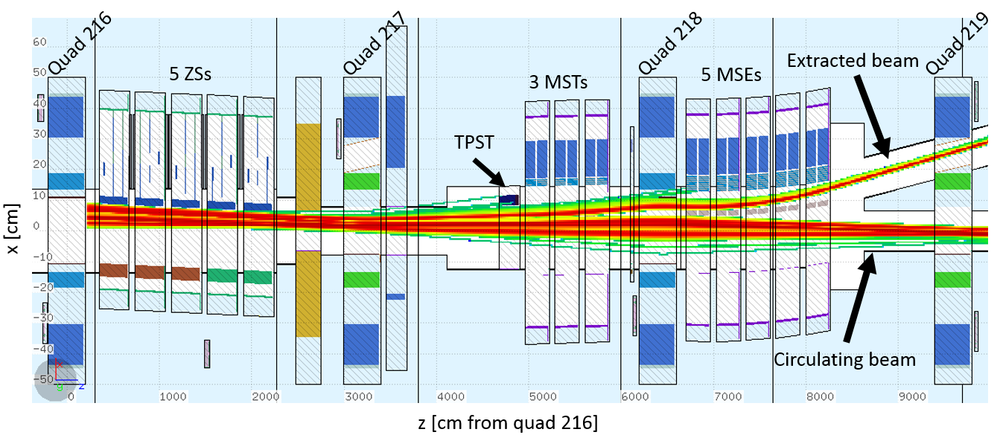 Quad 216
Quad 217
Quad 218
Quad 219
5 ZSs
3 MSTs
5 MSEs
Extracted beam
TPST
Circulating beam
x [cm]
60
50
40
30
20
10
0
-10
-20
-30
-40
-50
x
y
z
0
1000
2000
3000
4000
5000
6000
7000
8000
9000
z [cm from quad 216]